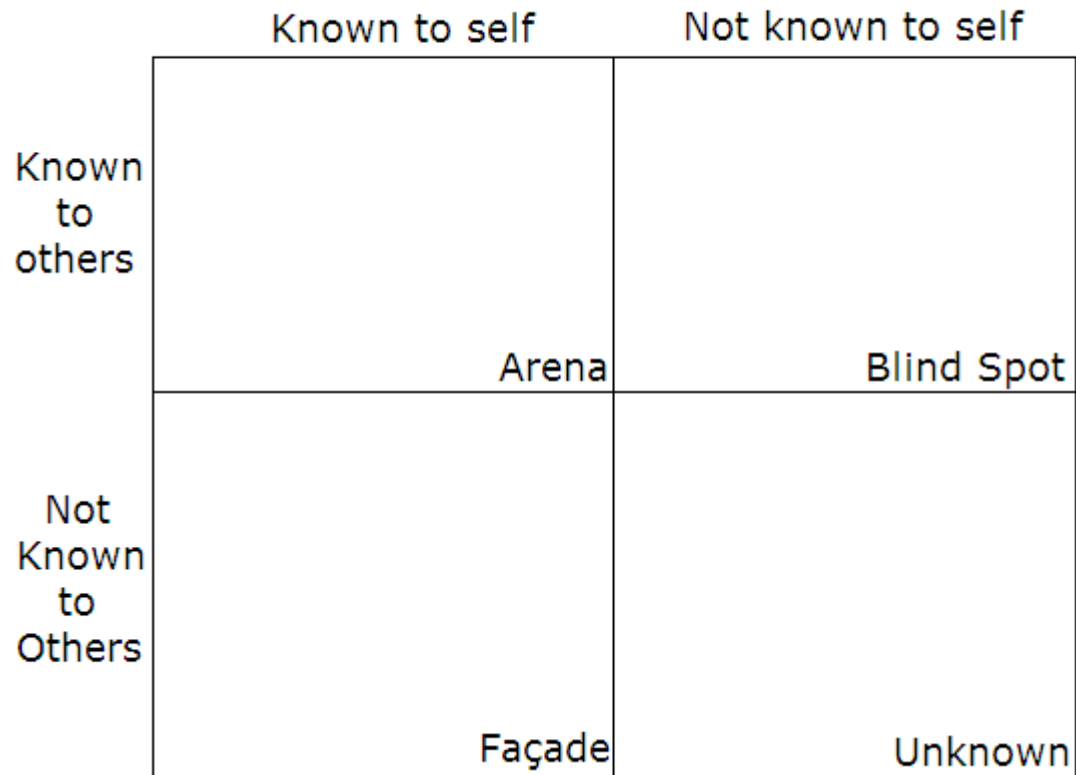 Known to self
Not known to self
Known
to
others
Arena
Blind Spot
Not
Known
to
Others
Façade
Unknown